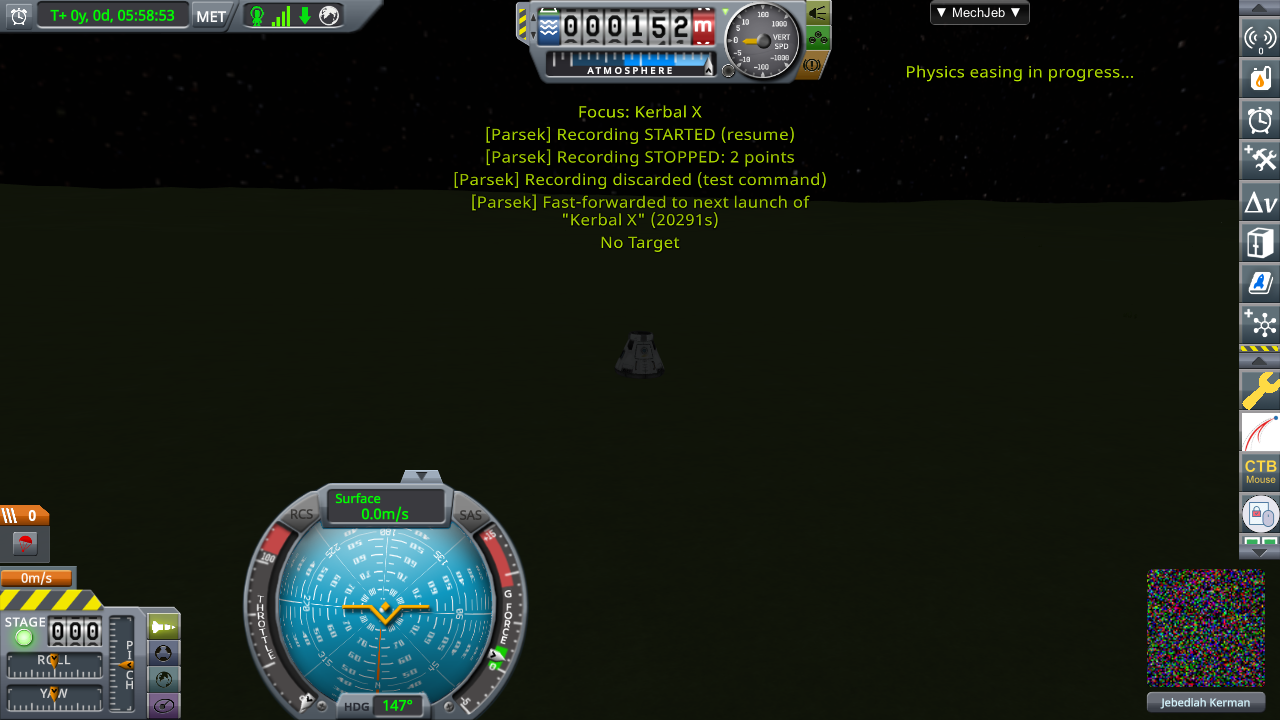 T+ 0y, 0d, 05:58:53
MET
000152 m
ATMOSPHERE
VERT
SPD
▼ MechJeb ▼
Physics easing in progress...
Focus: Kerbal X
[Parsek] Recording STARTED (resume)
[Parsek] Recording STOPPED: 2 points
[Parsek] Recording discarded (test command)
[Parsek] Fast-forwarded to next launch of
"Kerbal X" (20291s)
No Target
0
Δv
CTB
Mouse
Surface
0.0m/s
RCS
SAS
THROTTLE
G FORCE
HDG
147°
0
0m/s
STAGE
000
ROLL
YAW
PITCH
Jebediah Kerman